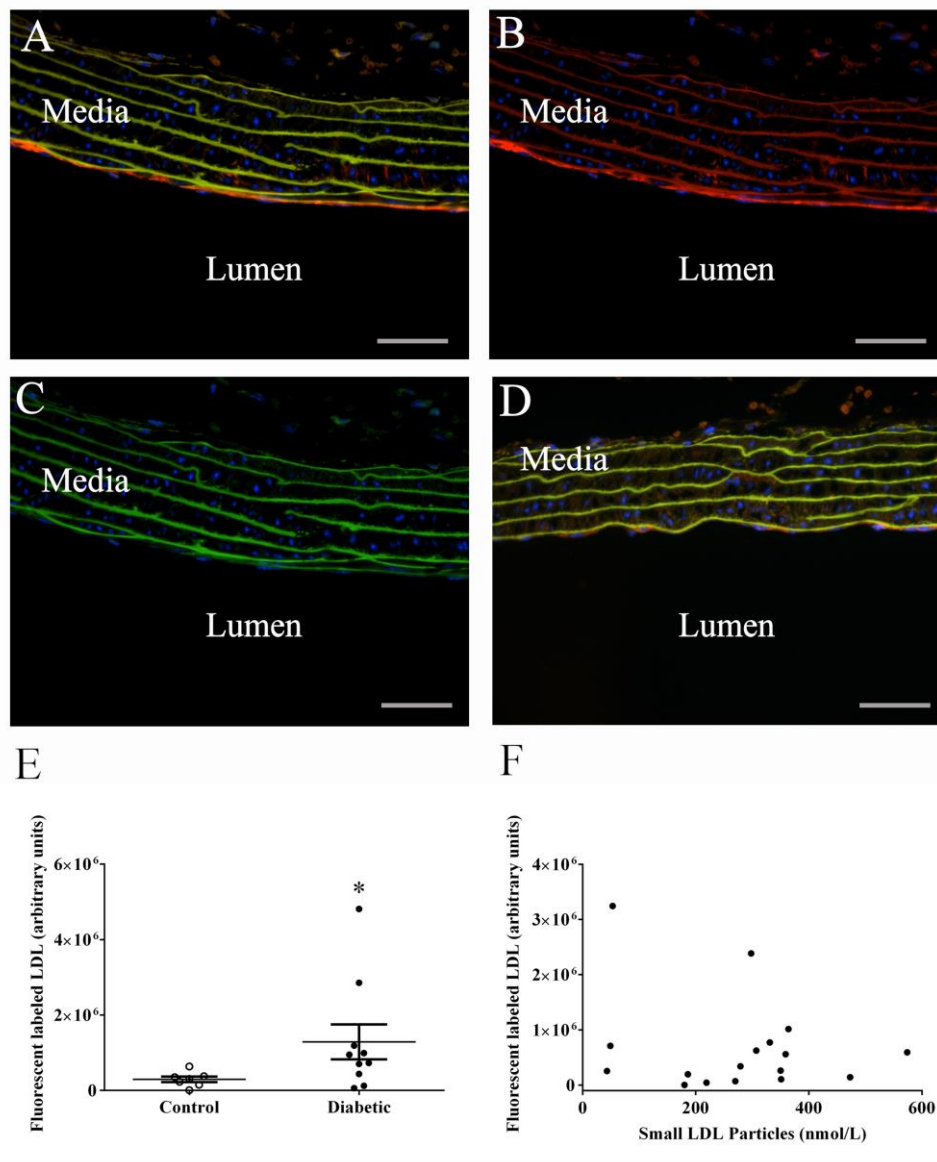 A
Media
Lumen
B
Media
Lumen
C
Media
Lumen
D
Media
Lumen
E
Fluorescent labeled LDL (arbitrary units)
6×10⁶
4×10⁶
2×10⁶
0
Control
*
Diabetic
F
Fluorescent labeled LDL (arbitrary units)
4×10⁶
3×10⁶
2×10⁶
1×10⁶
0
0
200
400
600
Small LDL Particles (nmol/L)